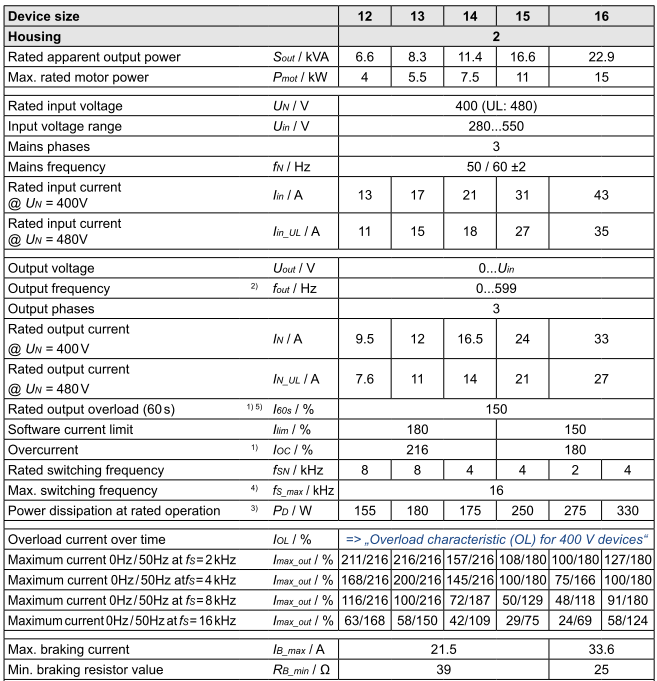 Device size 12 13 14 15 16
Housing 2
Rated apparent output power Sout / kVA 6.6 8.3 11.4 16.6 22.9
Max. rated motor power Pmot / kW 4 5.5 7.5 11 15
Rated input voltage UN / V 400 (UL: 480)
Input voltage range Uin / V 280...550
Mains phases 3
Mains frequency fN / Hz 50 / 60 ±2
Rated input current
@ UN = 400V Iin / A 13 17 21 31 43
Rated input current
@ UN = 480V Iin_UL / A 11 15 18 27 35
Output voltage Uout / V 0...Uin
Output frequency 2) fout / Hz 0...599
Output phases 3
Rated output current
@ UN = 400V IN / A 9.5 12 16.5 24 33
Rated output current
@ UN = 480V IN_UL / A 7.6 11 14 21 27
Rated output overload (60s) 1) 5) I60s / % 150
Software current limit Ilim / % 180 150
Overcurrent 1) IOC / % 216 180
Rated switching frequency fSN / kHz 8 8 4 4 2 4
Max. switching frequency 4) fS_max / kHz 16
Power dissipation at rated operation 3) PD / W 155 180 175 250 275 330
Overload current over time IOL / % => „Overload characteristic (OL) for 400 V devices“
Maximum current 0Hz/50Hz at fS=2kHz Imax_out / % 211/216 216/216 157/216 108/180 100/180 127/180
Maximum current 0Hz/50Hz atfS=4kHz Imax_out / % 168/216 200/216 145/216 100/180 75/166 100/180
Maximum current 0Hz/50Hz at fS=8kHz Imax_out / % 116/216 100/216 72/187 50/129 48/118 91/180
Maximum current 0Hz/50Hz at fS=16kHz Imax_out / % 63/168 58/150 42/109 29/75 24/69 58/124
Max. braking current IB_max / A 21.5 33.6
Min. braking resistor value RB_min / Ω 39 25